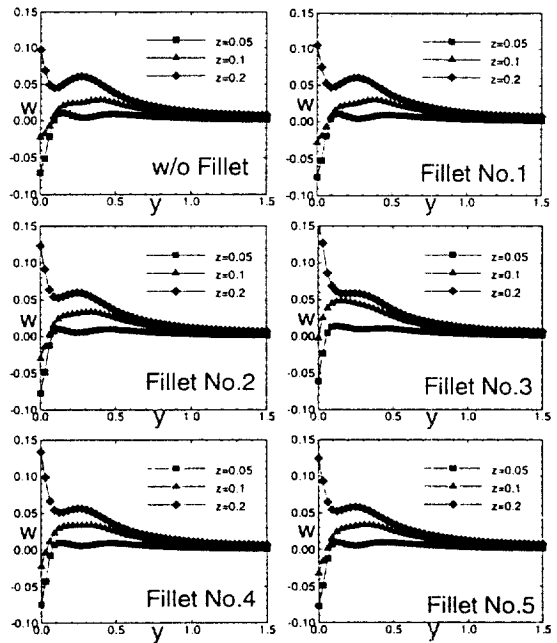 0.15
z=0.05
0.10
z=0.1
z=0.2
0.05
W
0.00
-0.05
w/o Fillet
-0.10
0.0
0.5
1.0
1.5
y
0.15
z=0.05
0.10
z=0.1
z=0.2
0.05
W
0.00
-0.05
Fillet No.1
-0.10
0.0
0.5
1.0
1.5
y
0.15
z=0.05
0.10
z=0.1
z=0.2
0.05
W
0.00
-0.05
Fillet No.2
-0.10
0.0
0.5
1.0
1.5
y
0.15
z=0.05
0.10
z=0.1
z=0.2
0.05
W
0.00
-0.05
Fillet No.3
-0.10
0.0
0.5
1.0
1.5
y
0.15
z=0.05
0.10
z=0.1
z=0.2
0.05
W
0.00
-0.05
Fillet No.4
-0.10
0.0
0.5
1.0
1.5
y
0.15
z=0.05
0.10
z=0.1
z=0.2
0.05
W
0.00
-0.05
Fillet No.5
-0.10
0.0
0.5
1.0
1.5
y